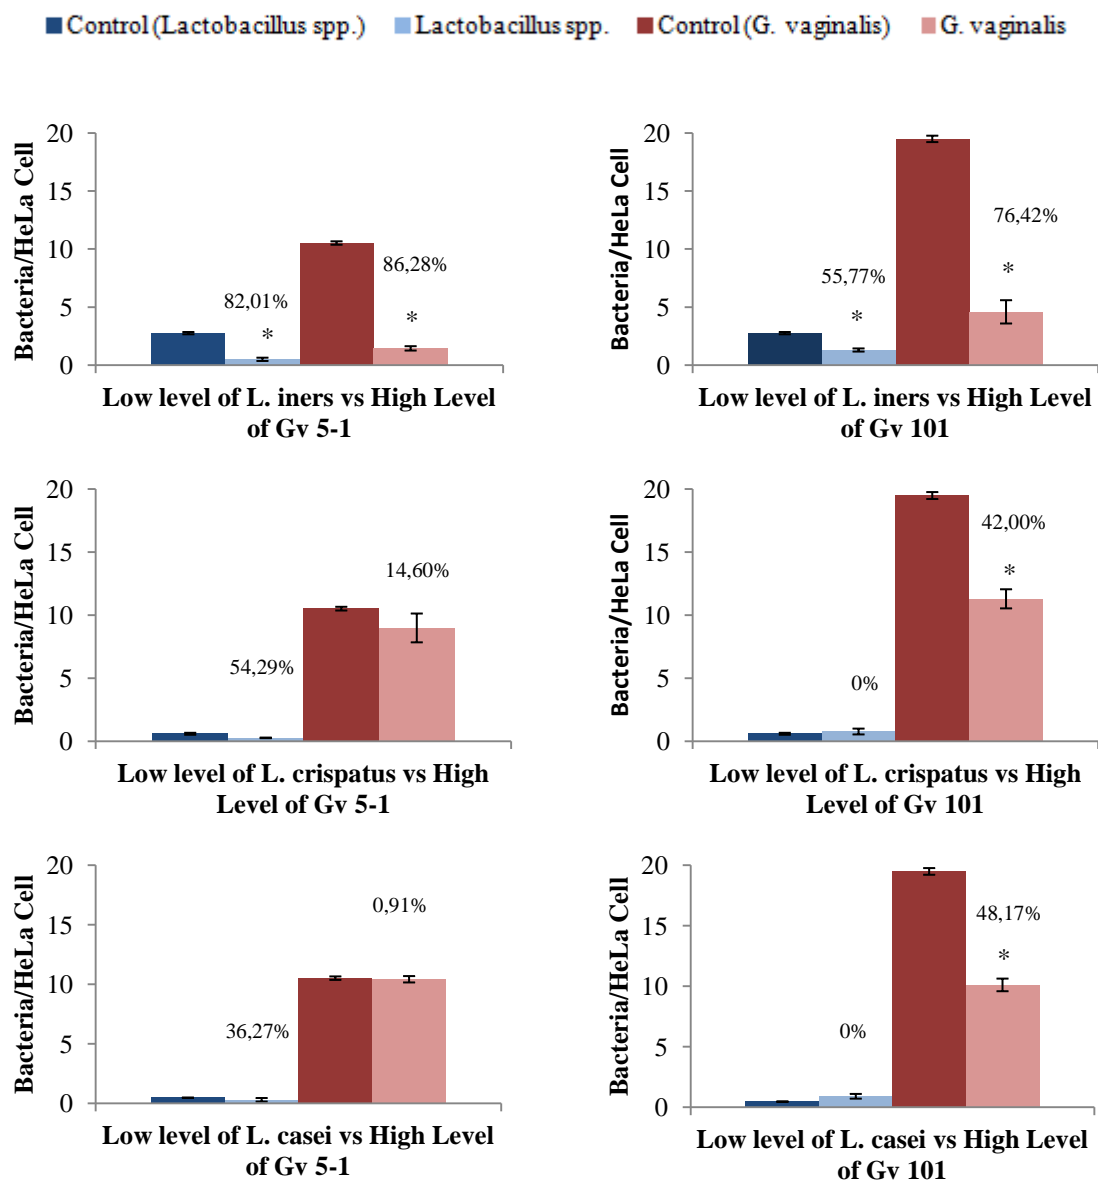 Control (Lactobacillus spp.) Lactobacillus spp. Control (G. vaginalis) G. vaginalis
Bacteria/HeLa Cell
20
15
10
5
0
82,01%
*
86,28%
*
Low level of L. iners vs High Level
of Gv 5-1
Bacteria/HeLa Cell
20
15
10
5
0
55,77%
*
76,42%
*
Low level of L. iners vs High Level
of Gv 101
Bacteria/HeLa Cell
20
15
10
5
0
54,29%
14,60%
Low level of L. crispatus vs High
Level of Gv 5-1
Bacteria/HeLa Cell
20
15
10
5
0
0%
42,00%
*
Low level of L. crispatus vs High
Level of Gv 101
Bacteria/HeLa Cell
20
15
10
5
0
36,27%
0,91%
Low level of L. casei vs High Level
of Gv 5-1
Bacteria/HeLa Cell
20
15
10
5
0
0%
48,17%
*
Low level of L. casei vs High Level
of Gv 101